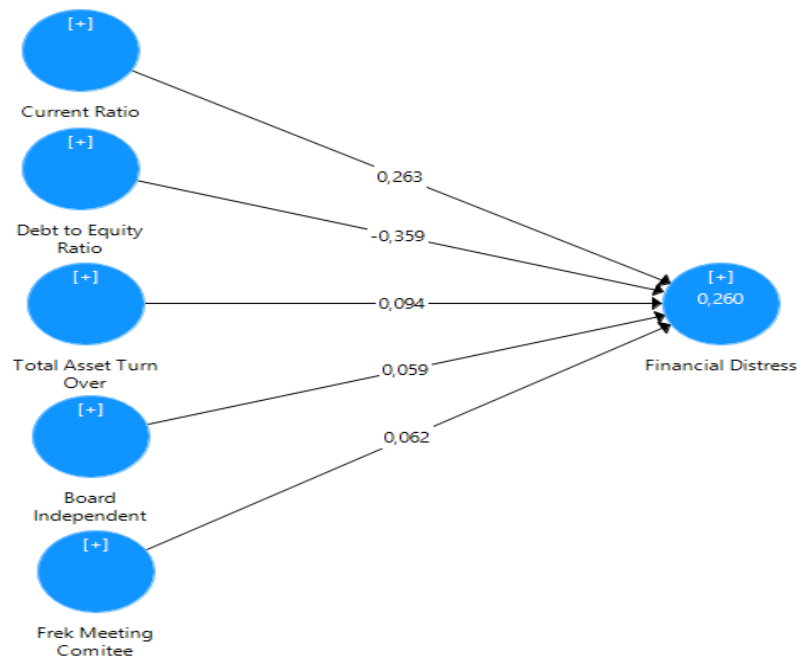 [+]
Current Ratio
0,263
[+]
Debt to Equity
Ratio
-0,359
[+]
Total Asset Turn
Over
0,094
[+]
0,260
Financial Distress
[+]
Board
Independent
0,059
[+]
Frek Meeting
Comitee
0,062